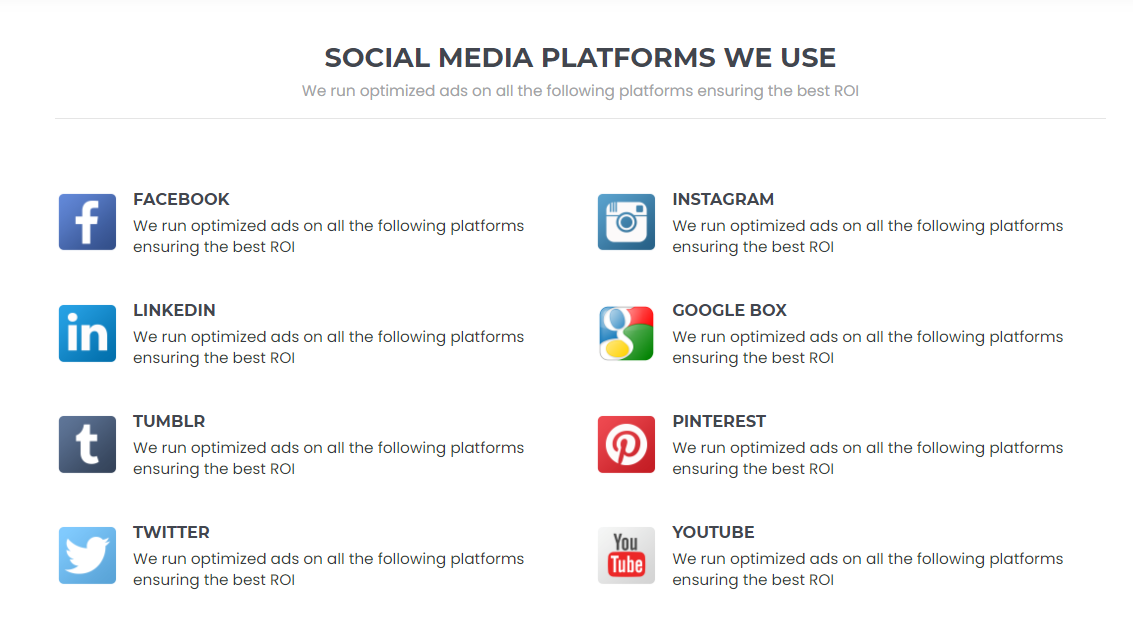 SOCIAL MEDIA PLATFORMS WE USE
We run optimized ads on all the following platforms ensuring the best ROI
f
FACEBOOK
We run optimized ads on all the following platforms
ensuring the best ROI
INSTAGRAM
We run optimized ads on all the following platforms
ensuring the best ROI
in
LINKEDIN
We run optimized ads on all the following platforms
ensuring the best ROI
g
GOOGLE BOX
We run optimized ads on all the following platforms
ensuring the best ROI
t
TUMBLR
We run optimized ads on all the following platforms
ensuring the best ROI
P
PINTEREST
We run optimized ads on all the following platforms
ensuring the best ROI
TWITTER
We run optimized ads on all the following platforms
ensuring the best ROI
You
Tube
YOUTUBE
We run optimized ads on all the following platforms
ensuring the best ROI